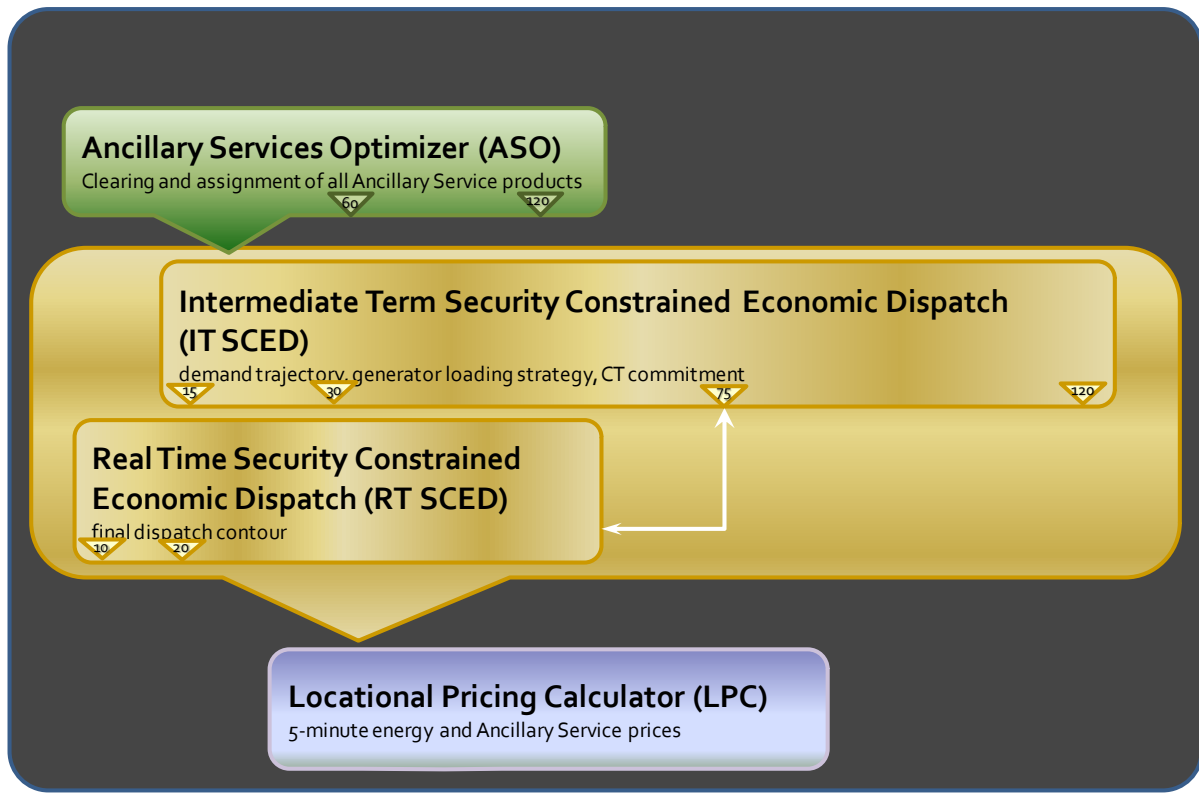 Ancillary Services Optimizer (ASO)
Clearing and assignment of all Ancillary Service products
60
120
Intermediate Term Security Constrained Economic Dispatch
(IT SCED)
demand trajectory, generator loading strategy, CT commitment
15
30
75
120
Real Time Security Constrained
Economic Dispatch (RT SCED)
final dispatch contour
10
20
Locational Pricing Calculator (LPC)
5-minute energy and Ancillary Service prices